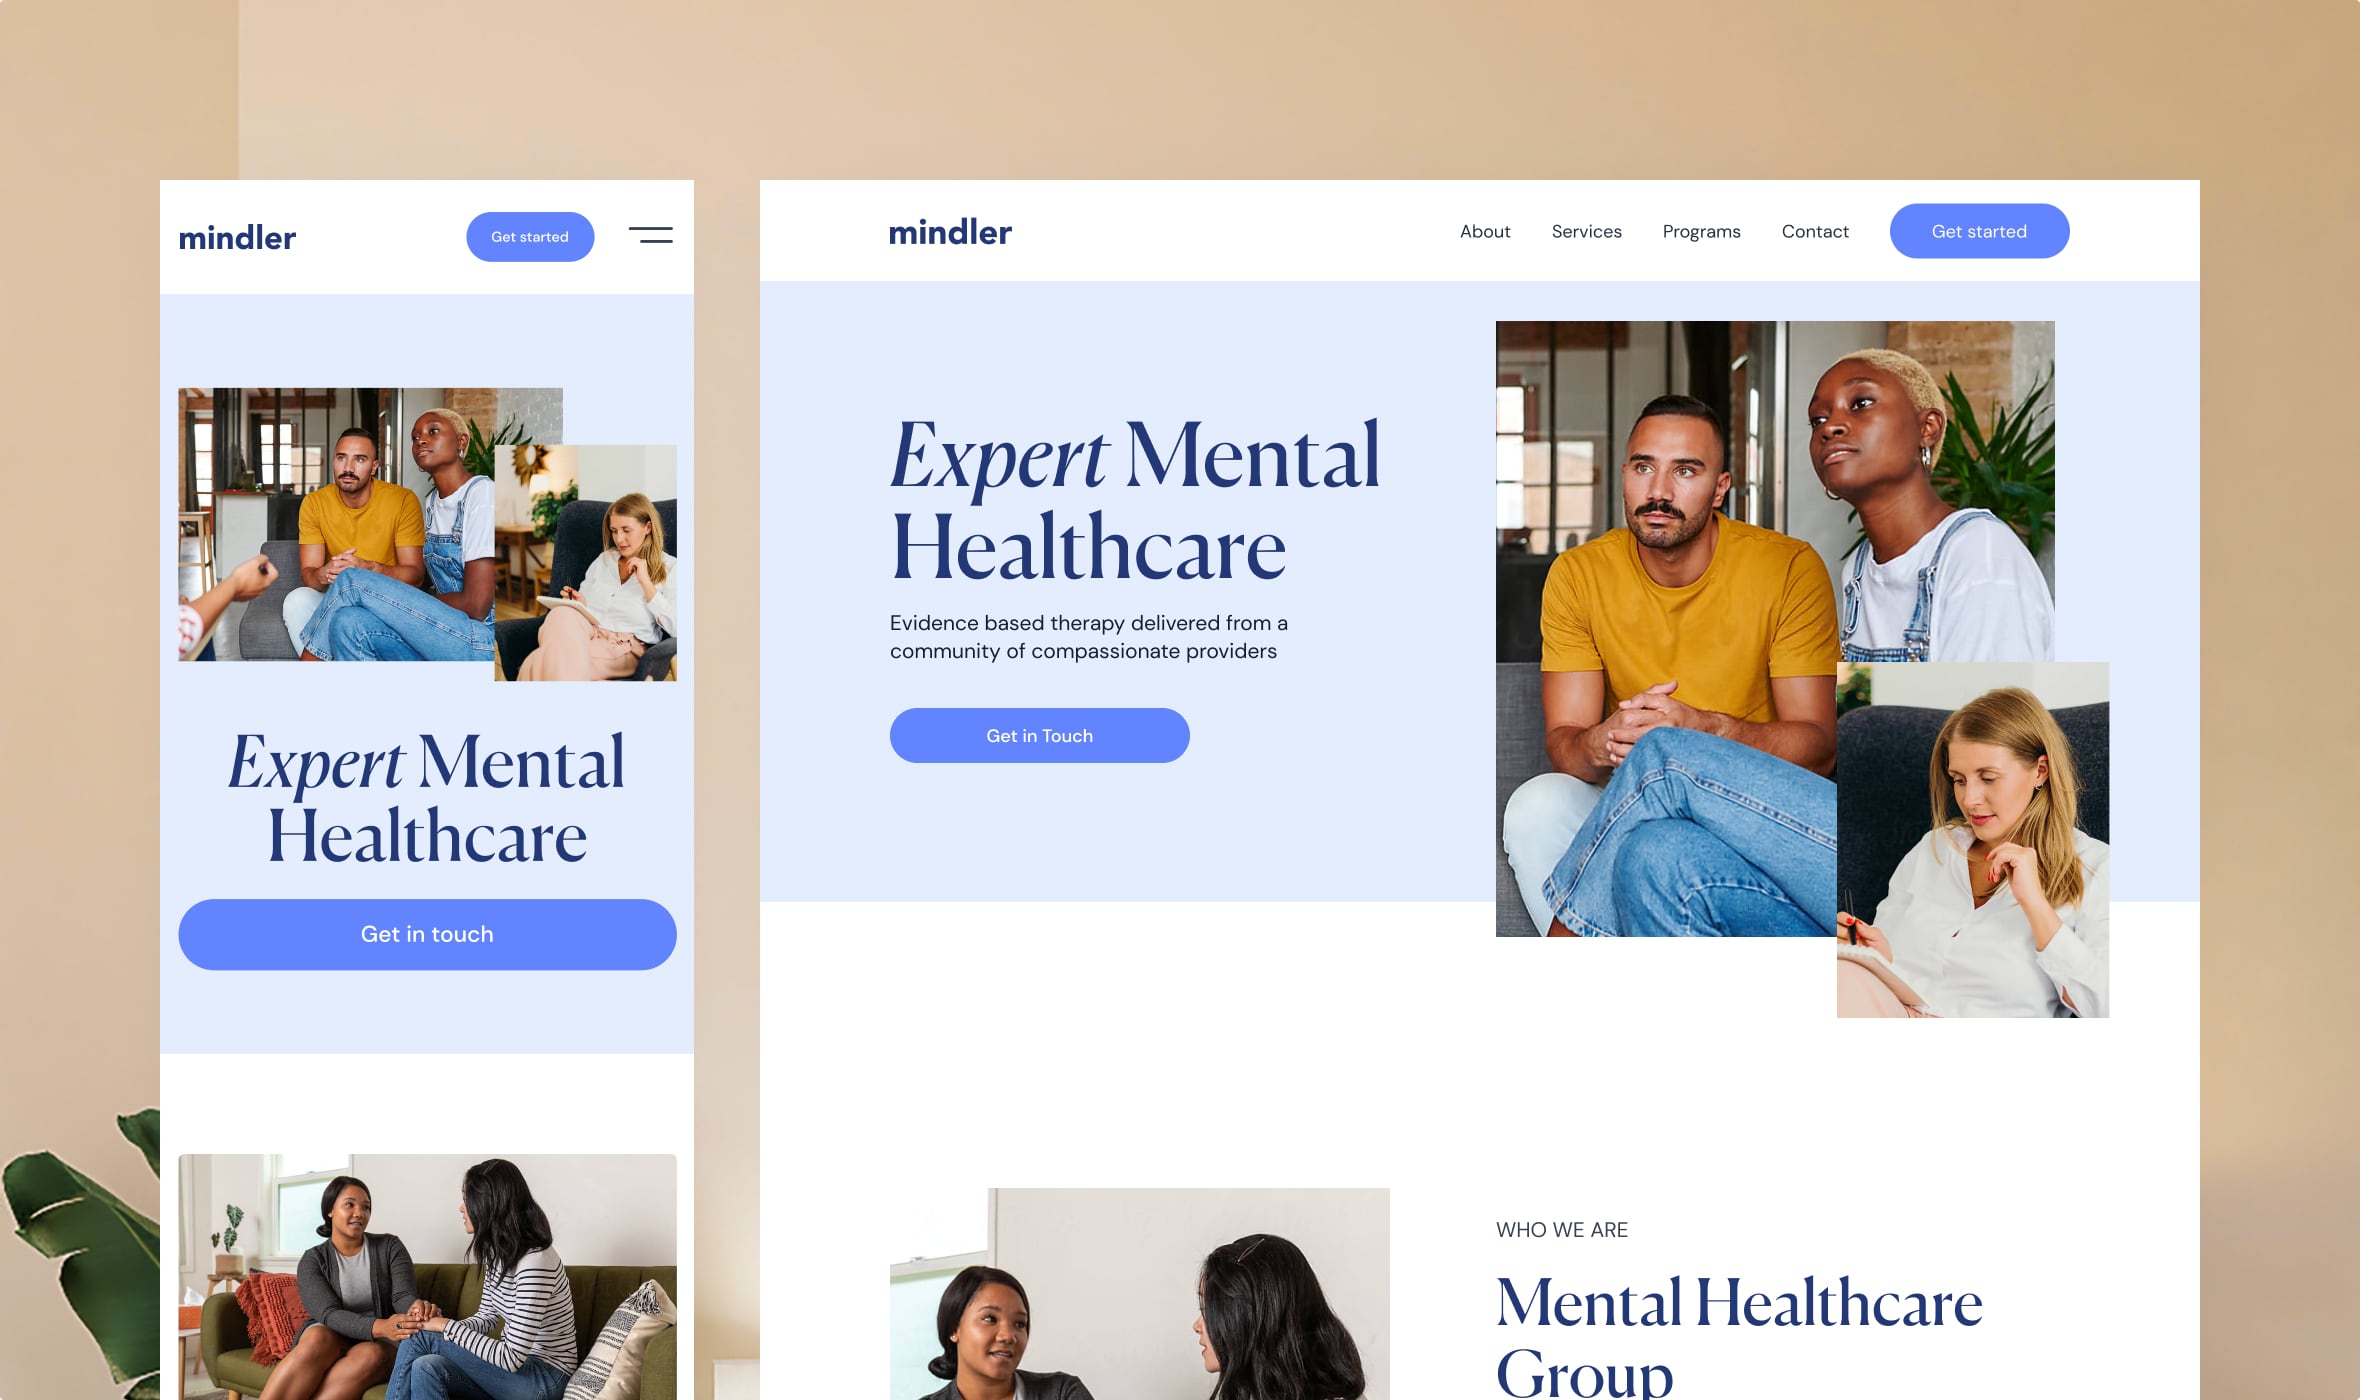 mindler
Get started
Expert Mental
Healthcare
Get in touch
mindler
About
Services
Programs
Contact
Get started
Expert Mental
Healthcare
Evidence based therapy delivered from a
community of compassionate providers
Get in Touch
WHO WE ARE
Mental Healthcare
Group